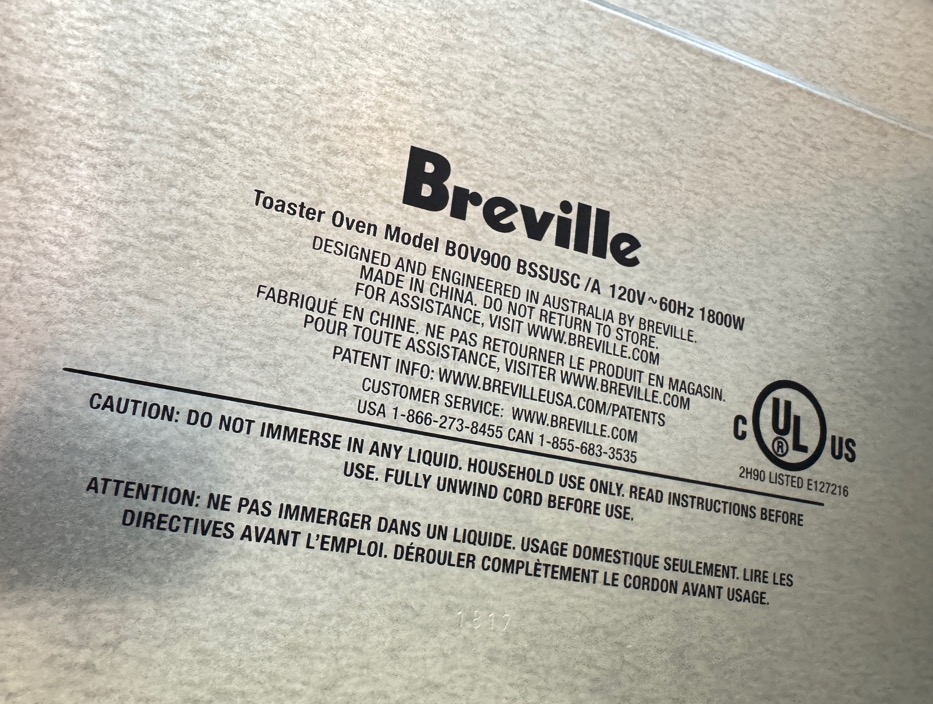 Breville
Toaster Oven Model BOV900 BSSUSC /A 120V~60Hz 1800W
DESIGNED AND ENGINEERED IN AUSTRALIA BY BREVILLE.
MADE IN CHINA. DO NOT RETURN TO STORE.
FOR ASSISTANCE, VISIT WWW.BREVILLE.COM
FABRIQUÉ EN CHINE. NE PAS RETOURNER LE PRODUIT EN MAGASIN.
POUR TOUTE ASSISTANCE, VISITER WWW.BREVILLE.COM
PATENT INFO: WWW.BREVILLEUSA.COM/PATENTS
CUSTOMER SERVICE: WWW.BREVILLE.COM
USA 1-866-273-8455 CAN 1-855-683-3535
C UL ® US
2H90 LISTED E127216
CAUTION: DO NOT IMMERSE IN ANY LIQUID. HOUSEHOLD USE ONLY. READ INSTRUCTIONS BEFORE
USE. FULLY UNWIND CORD BEFORE USE.
ATTENTION: NE PAS IMMERGER DANS UN LIQUIDE. USAGE DOMESTIQUE SEULEMENT. LIRE LES
DIRECTIVES AVANT L'EMPLOI. DÉROULER COMPLÈTEMENT LE CORDON AVANT USAGE.
1817